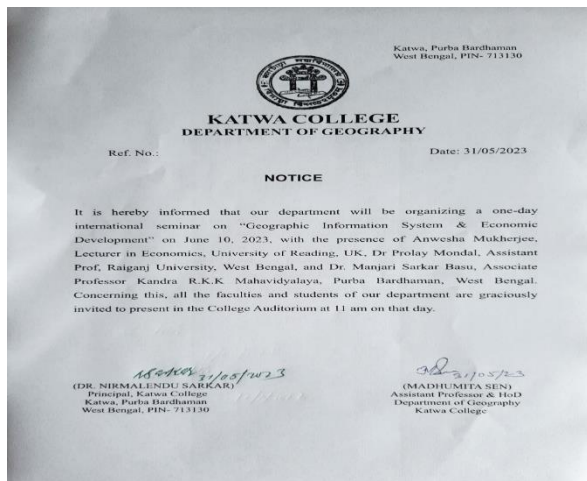 Katwa, Purba Bardhaman
West Bengal, PIN- 713130
KATWA COLLEGE
DEPARTMENT OF GEOGRAPHY
Ref. No.:
Date: 31/05/2023
NOTICE
It is hereby informed that our department will be organizing a one-day
international seminar on “Geographic Information System & Economic
Development” on June 10, 2023, with the presence of Anwesha Mukherjee,
Lecturer in Economics, University of Reading, UK, Dr Prolay Mondal, Assistant
Prof, Raiganj University, West Bengal, and Dr. Manjari Sarkar Basu, Associate
Professor Kandra R.K.K Mahavidyalaya, Purba Bardhaman, West Bengal.
Concerning this, all the faculties and students of our department are graciously
invited to present in the College Auditorium at 11 am on that day.
31/05/2023
(DR. NIRMALENDU SARKAR)
Principal, Katwa College
Katwa, Purba Bardhaman
West Bengal, PIN- 713130
31/05/23
(MADHUMITA SEN)
Assistant Professor & HoD
Department of Geography
Katwa College